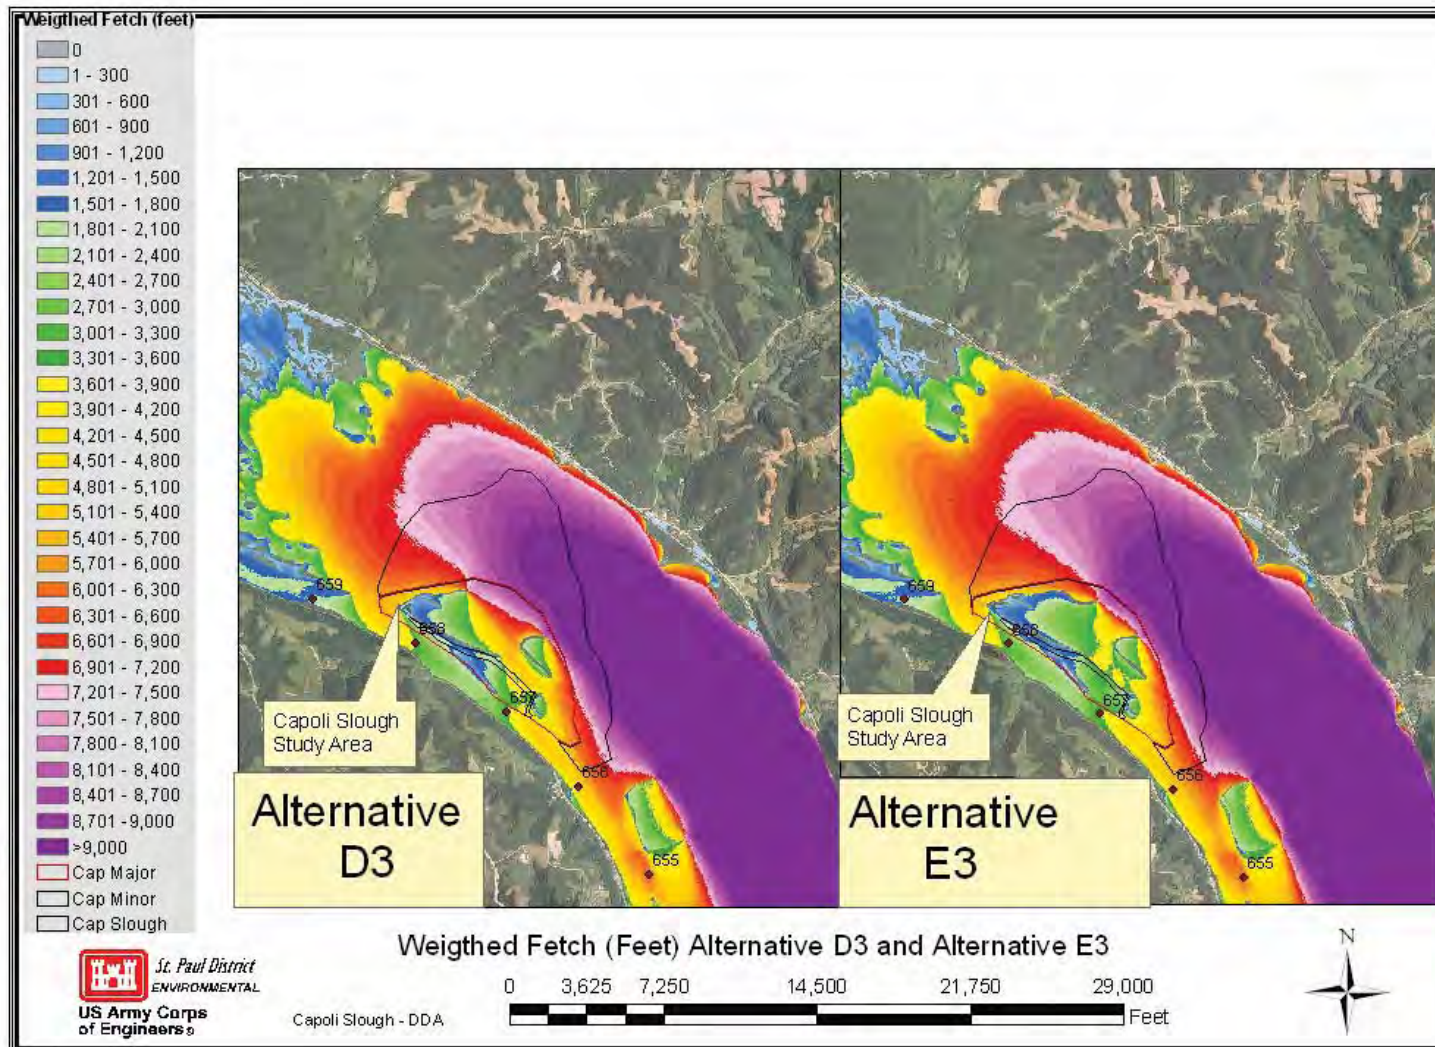 Weigthed Fetch (feet)
0
1 - 300
301 - 600
601 - 900
901 - 1,200
1,201 - 1,500
1,501 - 1,800
1,801 - 2,100
2,101 - 2,400
2,401 - 2,700
2,701 - 3,000
3,001 - 3,300
3,301 - 3,600
3,601 - 3,900
3,901 - 4,200
4,201 - 4,500
4,501 - 4,800
4,801 - 5,100
5,101 - 5,400
5,401 - 5,700
5,701 - 6,000
6,001 - 6,300
6,301 - 6,600
6,601 - 6,900
6,901 - 7,200
7,201 - 7,500
7,501 - 7,800
7,800 - 8,100
8,101 - 8,400
8,401 - 8,700
8,701 -9,000
>9,000
Cap Major
Cap Minor
Cap Slough
659
658
657
656
655
Capoli Slough
Study Area
Alternative
D3
659
658
657
656
655
Capoli Slough
Study Area
Alternative
E3
Weigthed Fetch (Feet) Alternative D3 and Alternative E3
0 3,625 7,250 14,500 21,750 29,000
Feet
N
St. Paul District
ENVIRONMENTAL
US Army Corps
of Engineers®
Capoli Slough - DDA